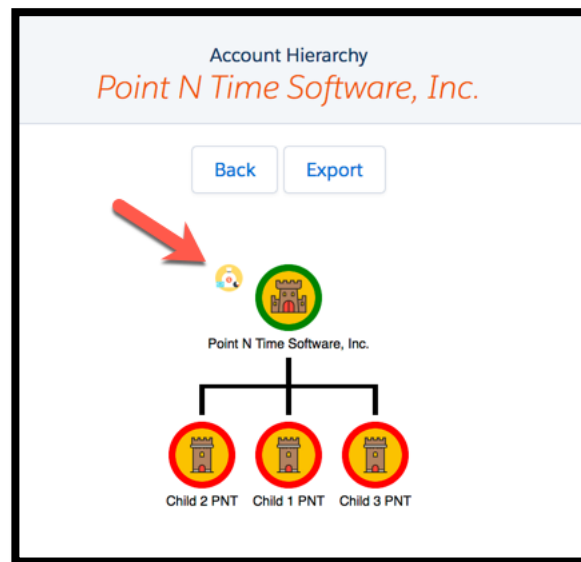 Account Hierarchy
Point N Time Software, Inc.
Back
Export
Point N Time Software, Inc.
Child 2 PNT
Child 1 PNT
Child 3 PNT